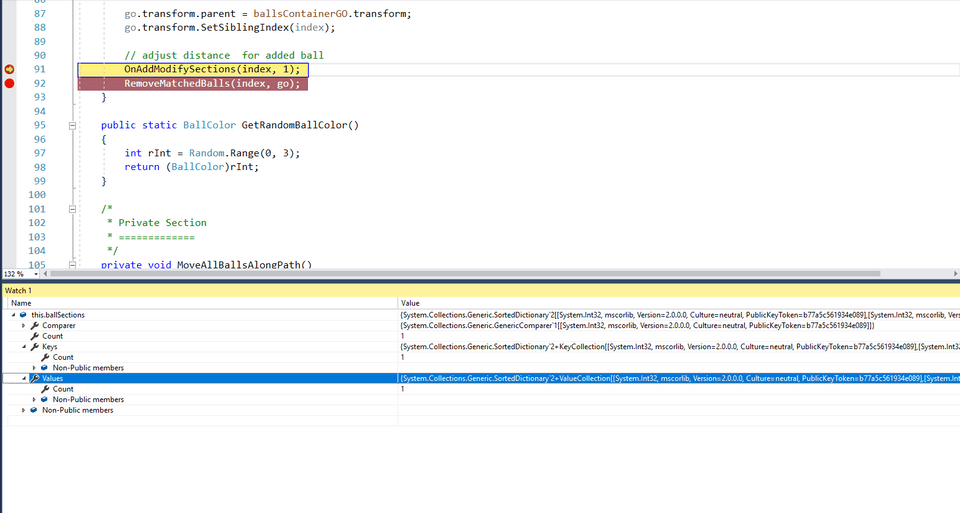 86
87 go.transform.parent = ballsContainerGO.transform;
88 go.transform.SetSiblingIndex(index);
89
90 // adjust distance  for added ball
91 OnAddModifySections(index, 1);
92 RemoveMatchedBalls(index, go);
93 }
94
95 public static BallColor GetRandomBallColor()
96 {
97 int rInt = Random.Range(0, 3);
98 return (BallColor)rInt;
99 }
100
101 /*
102 * Private Section
103 * =============
104 */
105 private void MoveAllBallsAlongPath()
132 %
Watch 1
Name Value
this.ballSections {System.Collections.Generic.SortedDictionary`2[[System.Int32, mscorlib, Version=2.0.0.0, Culture=neutral, PublicKeyToken=b77a5c561934e089],[System.Int32, mscorlib, Vers
Comparer {System.Collections.Generic.GenericComparer`1[[System.Int32, mscorlib, Version=2.0.0.0, Culture=neutral, PublicKeyToken=b77a5c561934e089]]}
Count 1
Keys {System.Collections.Generic.SortedDictionary`2+KeyCollection[[System.Int32, mscorlib, Version=2.0.0.0, Culture=neutral, PublicKeyToken=b77a5c561934e089],[System.Int3
Count 1
Non-Public members
Values {System.Collections.Generic.SortedDictionary`2+ValueCollection[[System.Int32, mscorlib, Version=2.0.0.0, Culture=neutral, PublicKeyToken=b77a5c561934e089],[System.Int
Count 1
Non-Public members
Non-Public members